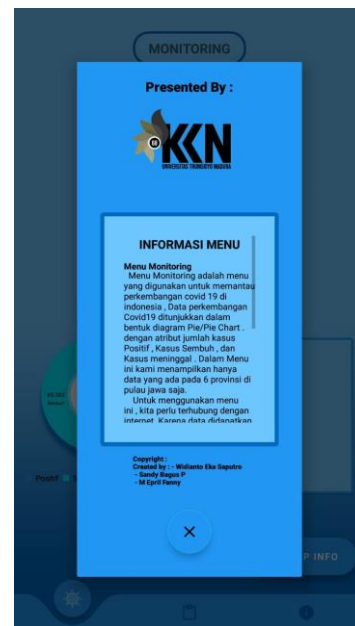 MONITORING
Presented By :
KKN
UNIVERSITAS TRUNOJOYO MADURA
INFORMASI MENU
Menu Monitoring
Menu Monitoring adalah menu
yang digunakan untuk memantau
perkembangan covid 19 di
indonesia , Data perkembangan
Covid19 ditunjukkan dalam
bentuk diagram Pie/Pie Chart .
dengan atribut jumlah kasus
Positif , Kasus Sembuh , dan
Kasus meninggal . Dalam Menu
ini kami menampilkan hanya
data yang ada pada 6 provinsi di
pulau jawa saja.
Untuk menggunakan menu
ini , kita perlu terhubung dengan
internet. Karena data didapatkan
Positif S
Copyright :
Created by : - Widianto Eka Saputro
- Sandy Bagus P
- M Epril Fanny
P INFO